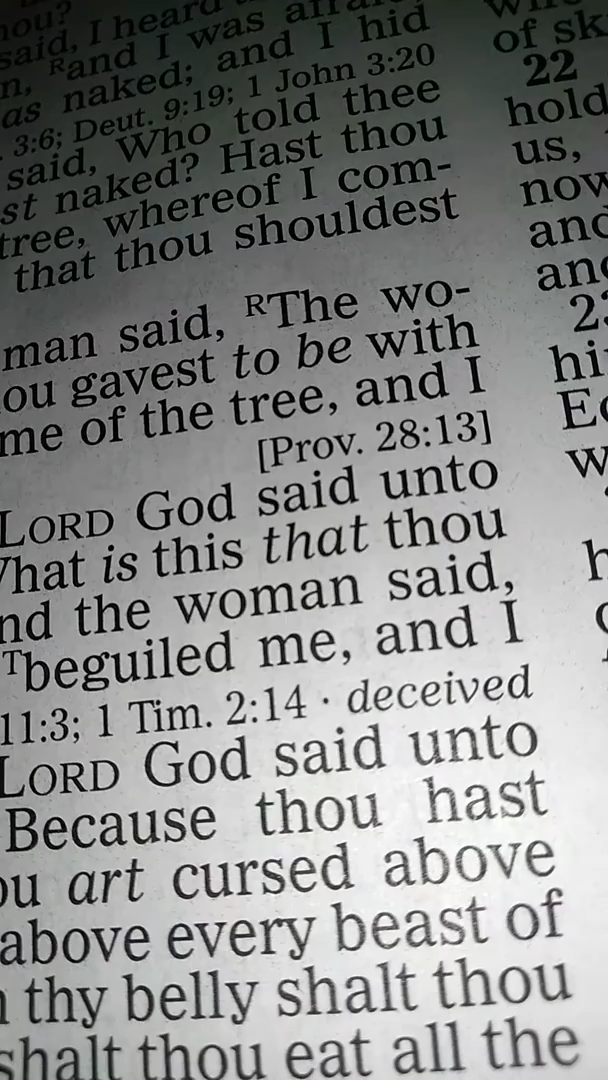 said, I heard
and I was
as naked; and I hid
3:6; Deut. 9:19; 1 John 3:20
said, Who told thee
st naked? Hast thou
tree, whereof I com-
that thou shouldest
man said, ᴿThe wo-
ou gavest to be with
me of the tree, and I
[Prov. 28:13]
LORD God said unto
hat is this that thou
nd the woman said,
ᵀbeguiled me, and I
11:3; 1 Tim. 2:14 · deceived
LORD God said unto
Because thou hast
ou art cursed above
above every beast of
thy belly shalt thou
shalt thou eat all the
of sk
22
hold
us,
now
and
and
hi
w
h